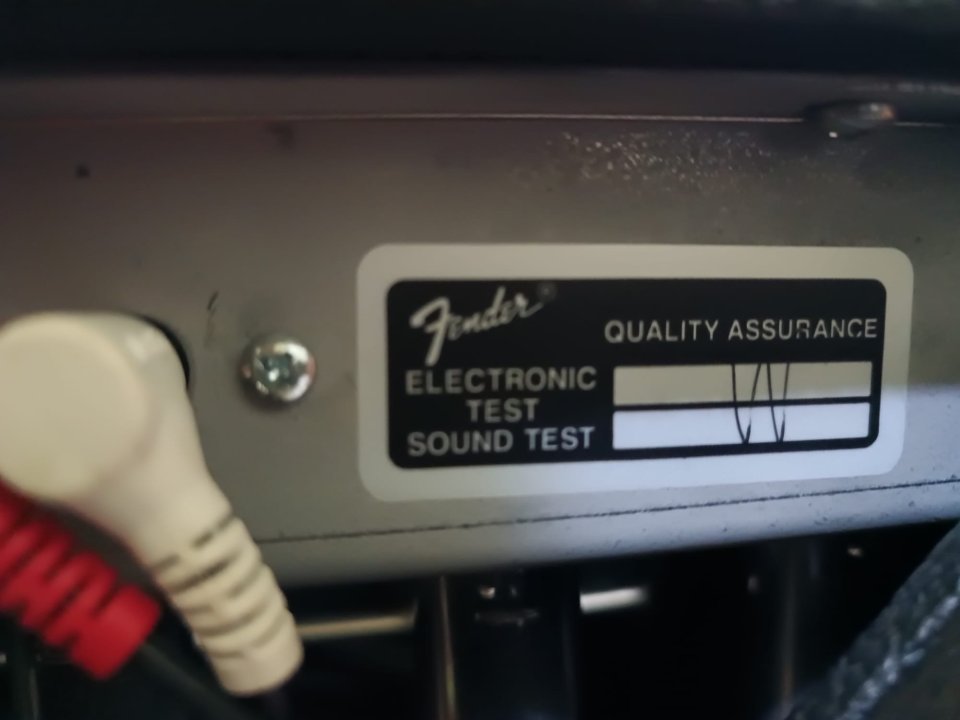 Fender®
QUALITY ASSURANCE
ELECTRONIC
TEST
SOUND TEST